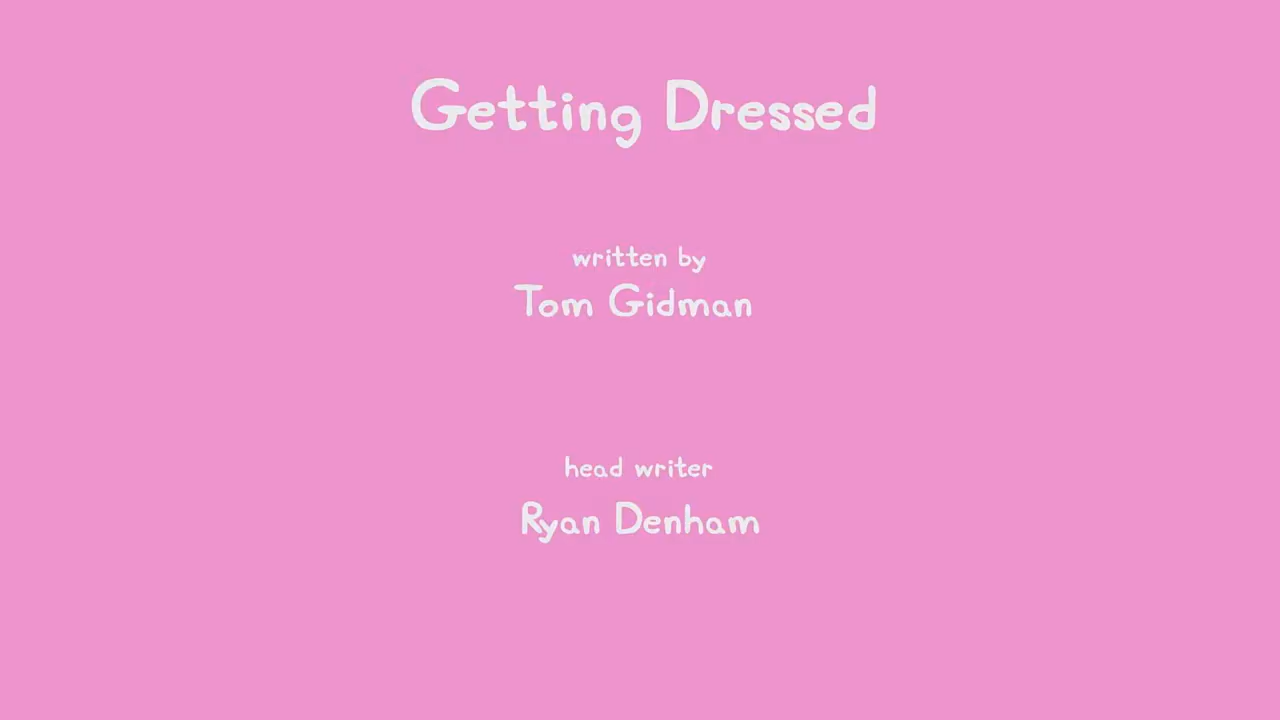 Getting Dressed
written by
Tom Gidman
head writer
Ryan Denham